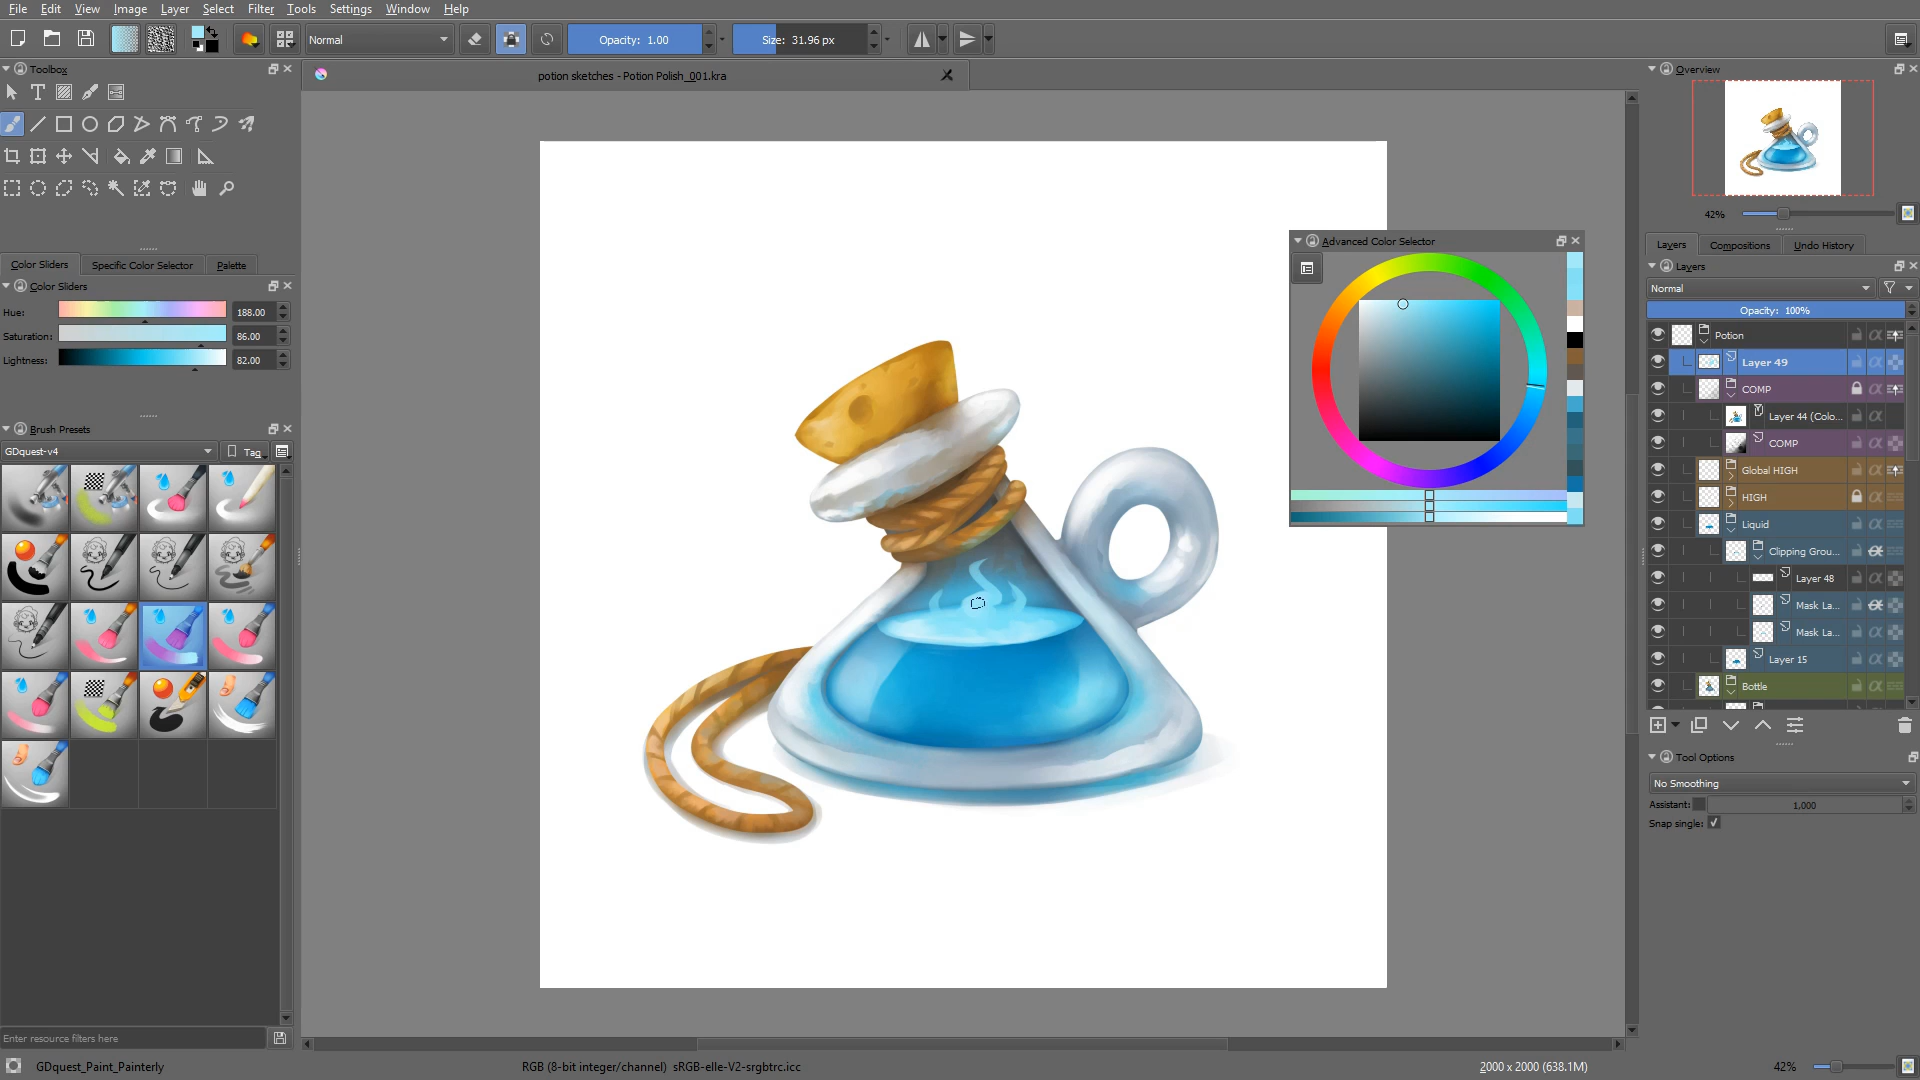 File Edit View Image Layer Select Filter Tools Settings Window Help
Normal Opacity: 1.00 Size: 31.96 px
Toolbox
potion sketches - Potion Polish_001.kra
Overview
42%
Color Sliders Specific Color Selector Palette
Color Sliders
Hue: 188.00
Saturation: 86.00
Lightness: 82.00
Brush Presets
GDquest-v4 Tag
Enter resource filters here
Advanced Color Selector
Layers Compositions Undo History
Layers
Normal
Opacity: 100%
Potion
Layer 49
COMP
Layer 44 (Colo...
COMP
Global HIGH
HIGH
Liquid
Clipping Grou...
Layer 48
Mask La...
Mask La...
Layer 15
Bottle
Tool Options
No Smoothing
Assistant: 1,000
Snap single:
GDquest_Paint_Painterly
RGB (8-bit integer/channel) sRGB-elle-V2-srgbtrc.icc
2000 x 2000 (638.1M)
42%